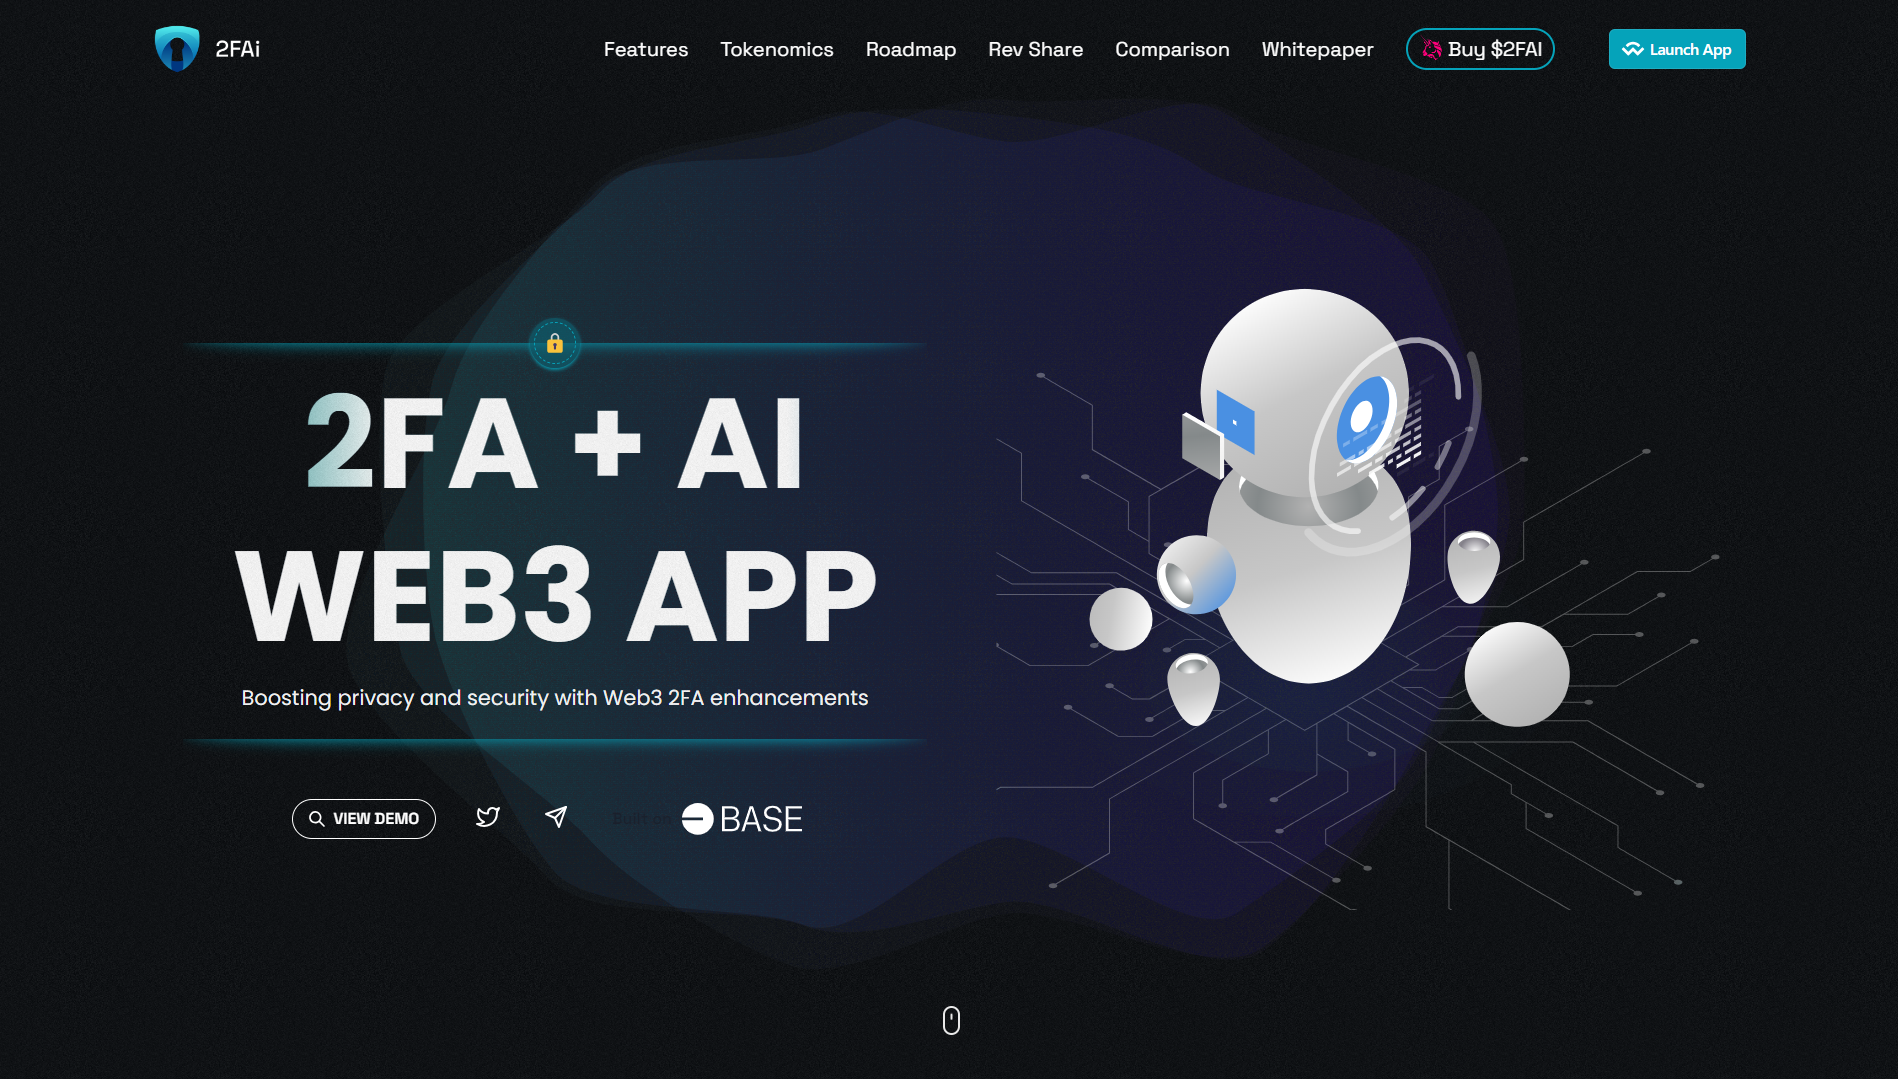 2FAi
Features
Tokenomics
Roadmap
Rev Share
Comparison
Whitepaper
Buy $2FAI
Launch App
2FA + AI
WEB3 APP
Boosting privacy and security with Web3 2FA enhancements
VIEW DEMO
Built on
BASE